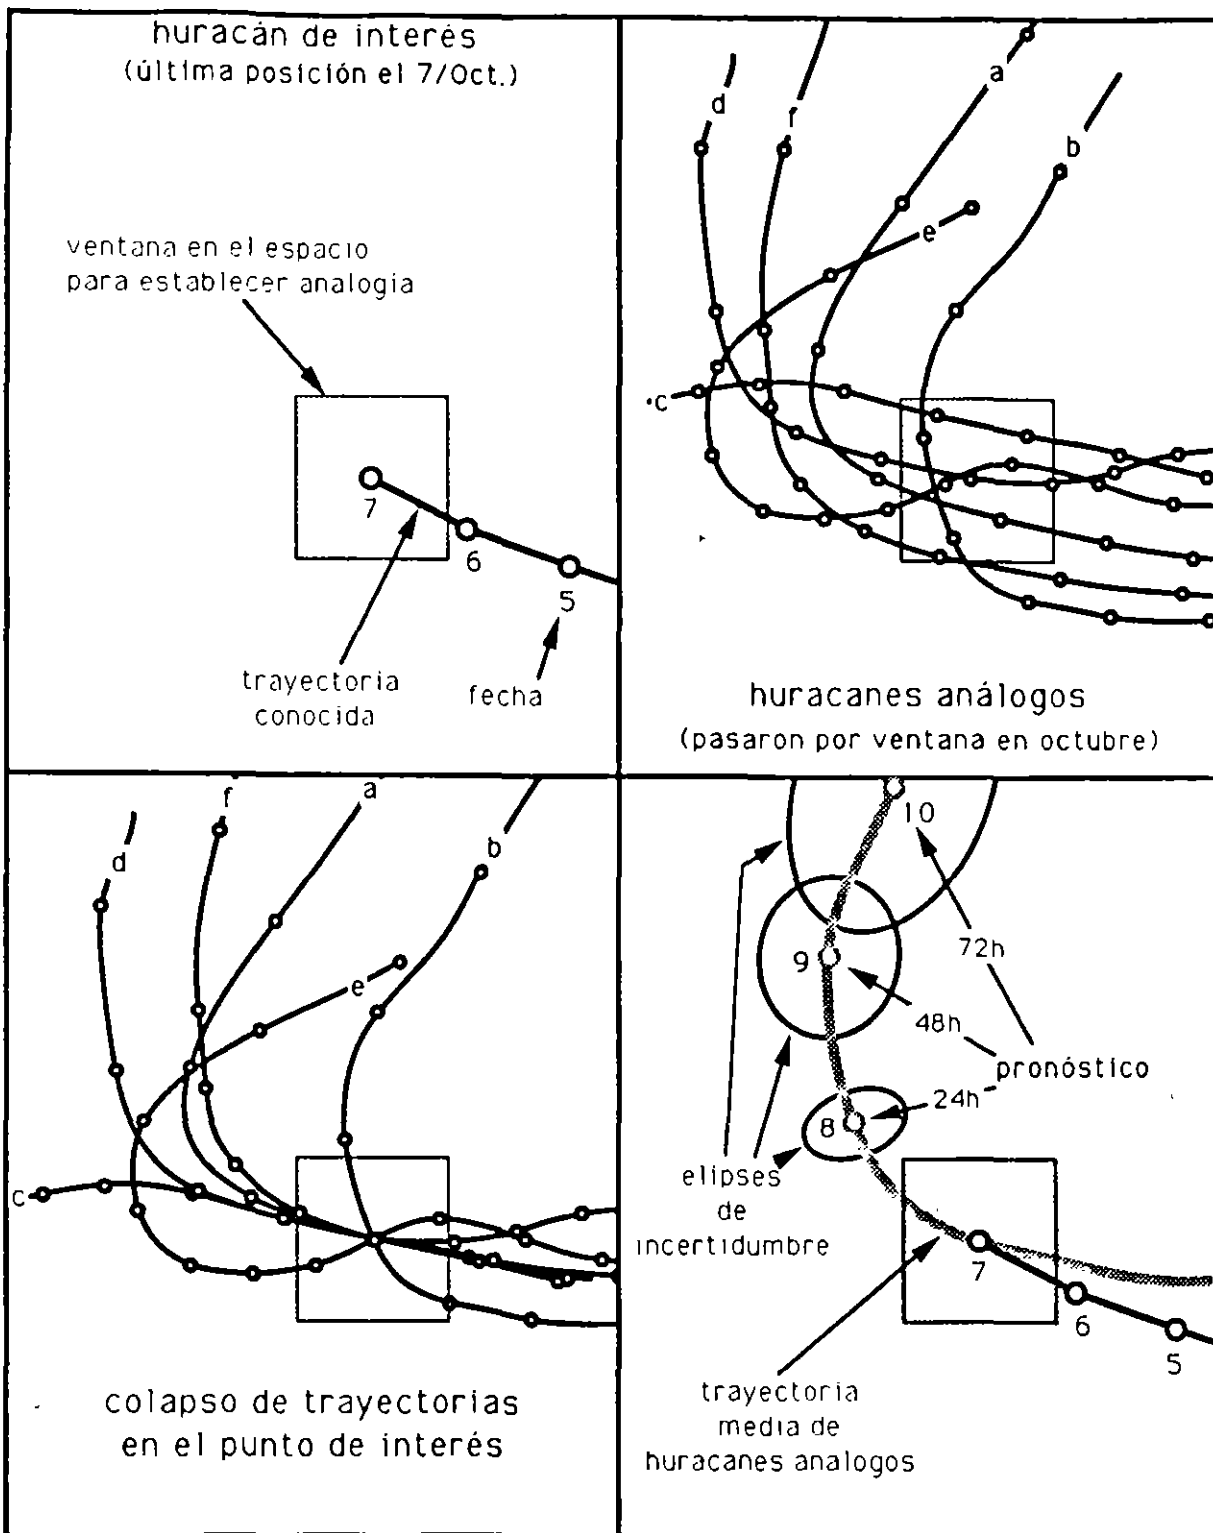 huracán de interés
(última posición el 7/Oct.)
ventana en el espacio
para establecer analogía
7
6
5
trayectoria
conocida
fecha
a
d
f
b
e
c
huracanes análogos
(pasaron por ventana en octubre)
f
a
d
b
e
c
colapso de trayectorias
en el punto de interés
10
72h
9
48h
pronóstico
24h
8
elipses
de
incertidumbre
7
6
5
trayectoria
media de
huracanes analogos